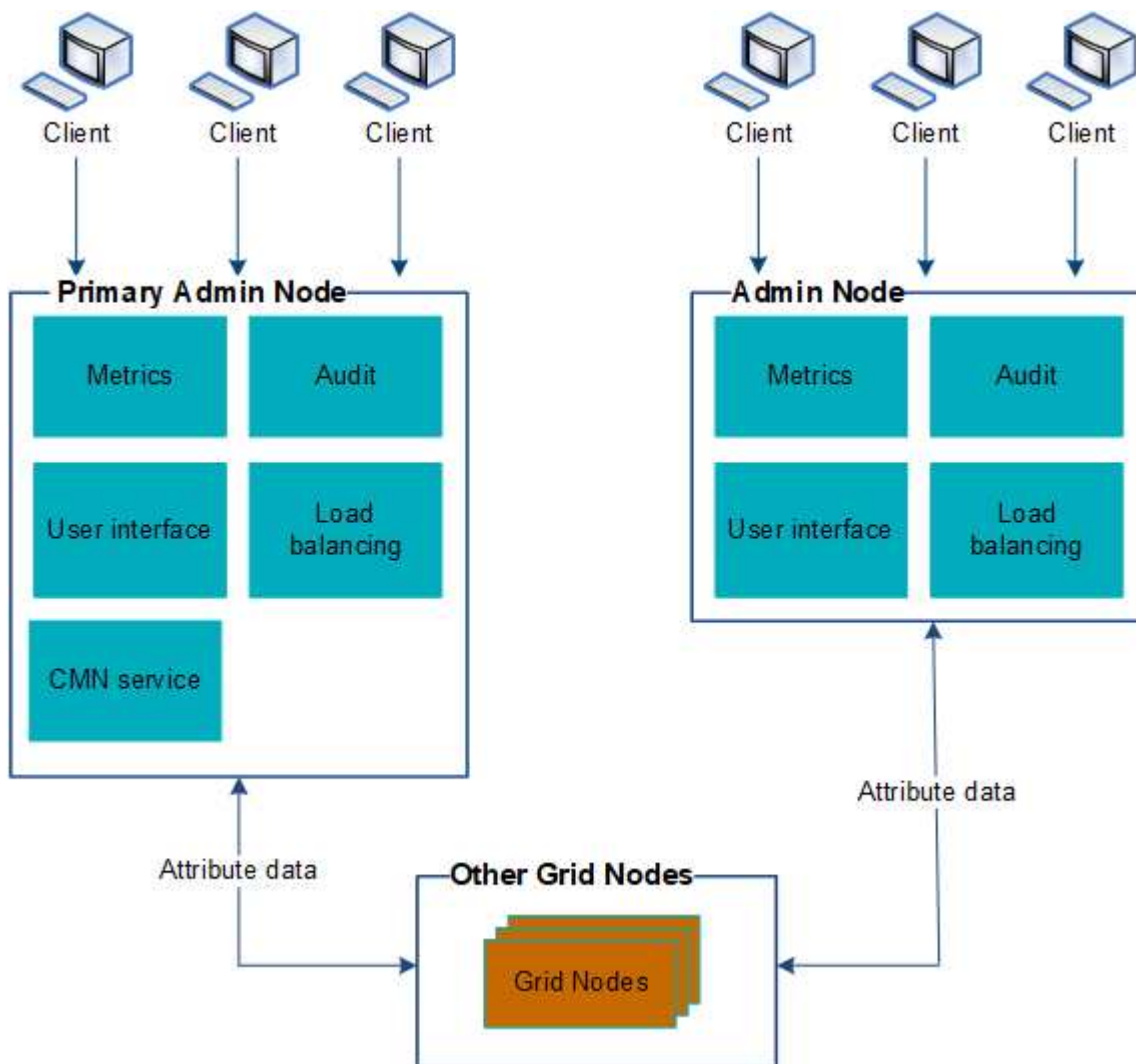 Client
Client
Client
Client
Client
Client
Primary Admin Node
Metrics
Audit
User interface
Load
balancing
CMN service
Admin Node
Metrics
Audit
User interface
Load
balancing
Attribute data
Attribute data
Other Grid Nodes
Grid Nodes